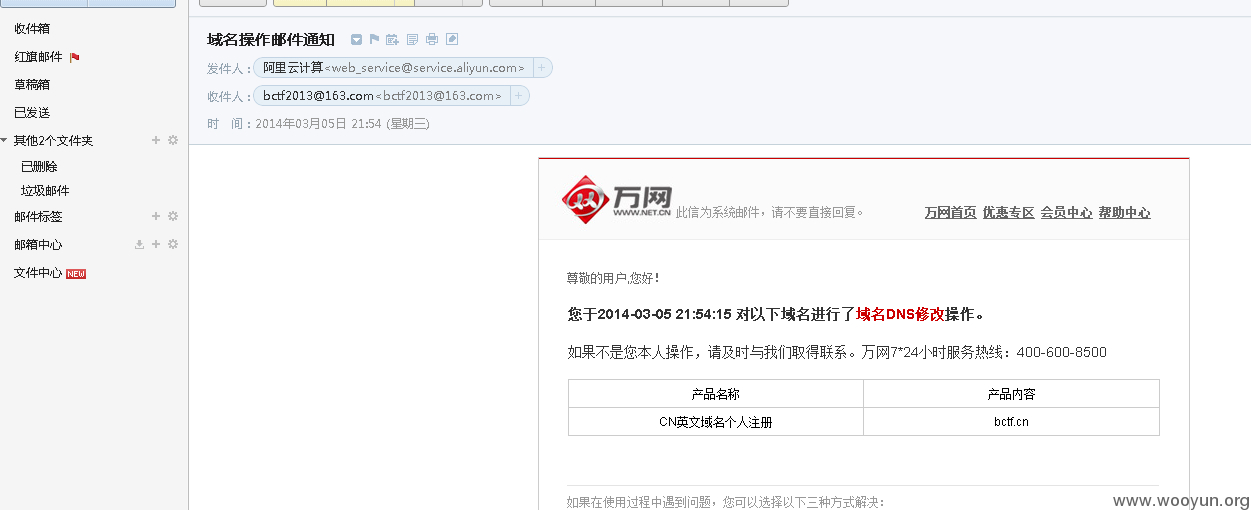 收件箱
红旗邮件
草稿箱
已发送
其他2个文件夹
已删除
垃圾邮件
邮件标签
邮箱中心
文件中心 NEW
域名操作邮件通知
发件人：阿里云计算<web_service@service.aliyun.com>
收件人：bctf2013@163.com<bctf2013@163.com>
时 间：2014年03月05日 21:54 (星期三)
万网
WWW.NET.CN
此信为系统邮件，请不要直接回复。
万网首页 优惠专区 会员中心 帮助中心
尊敬的用户,您好！
您于2014-03-05 21:54:15 对以下域名进行了域名DNS修改操作。
如果不是您本人操作，请及时与我们取得联系。万网7*24小时服务热线：400-600-8500
产品名称 产品内容
CN英文域名个人注册 bctf.cn
如果在使用过程中遇到问题，您可以选择以下三种方式解决：
www.wooyun.org